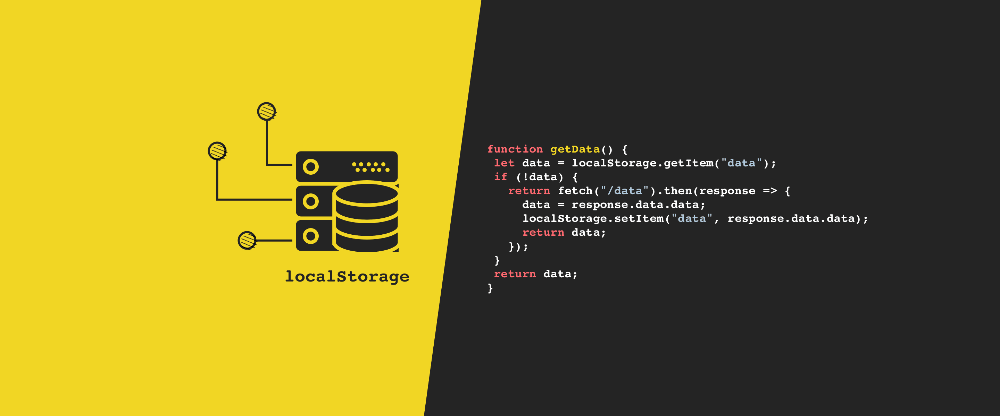 localStorage
function getData() {
 let data = localStorage.getItem("data");
 if (!data) {
   return fetch("/data").then(response => {
     data = response.data.data;
     localStorage.setItem("data", response.data.data);
     return data;
   });
 }
 return data;
}